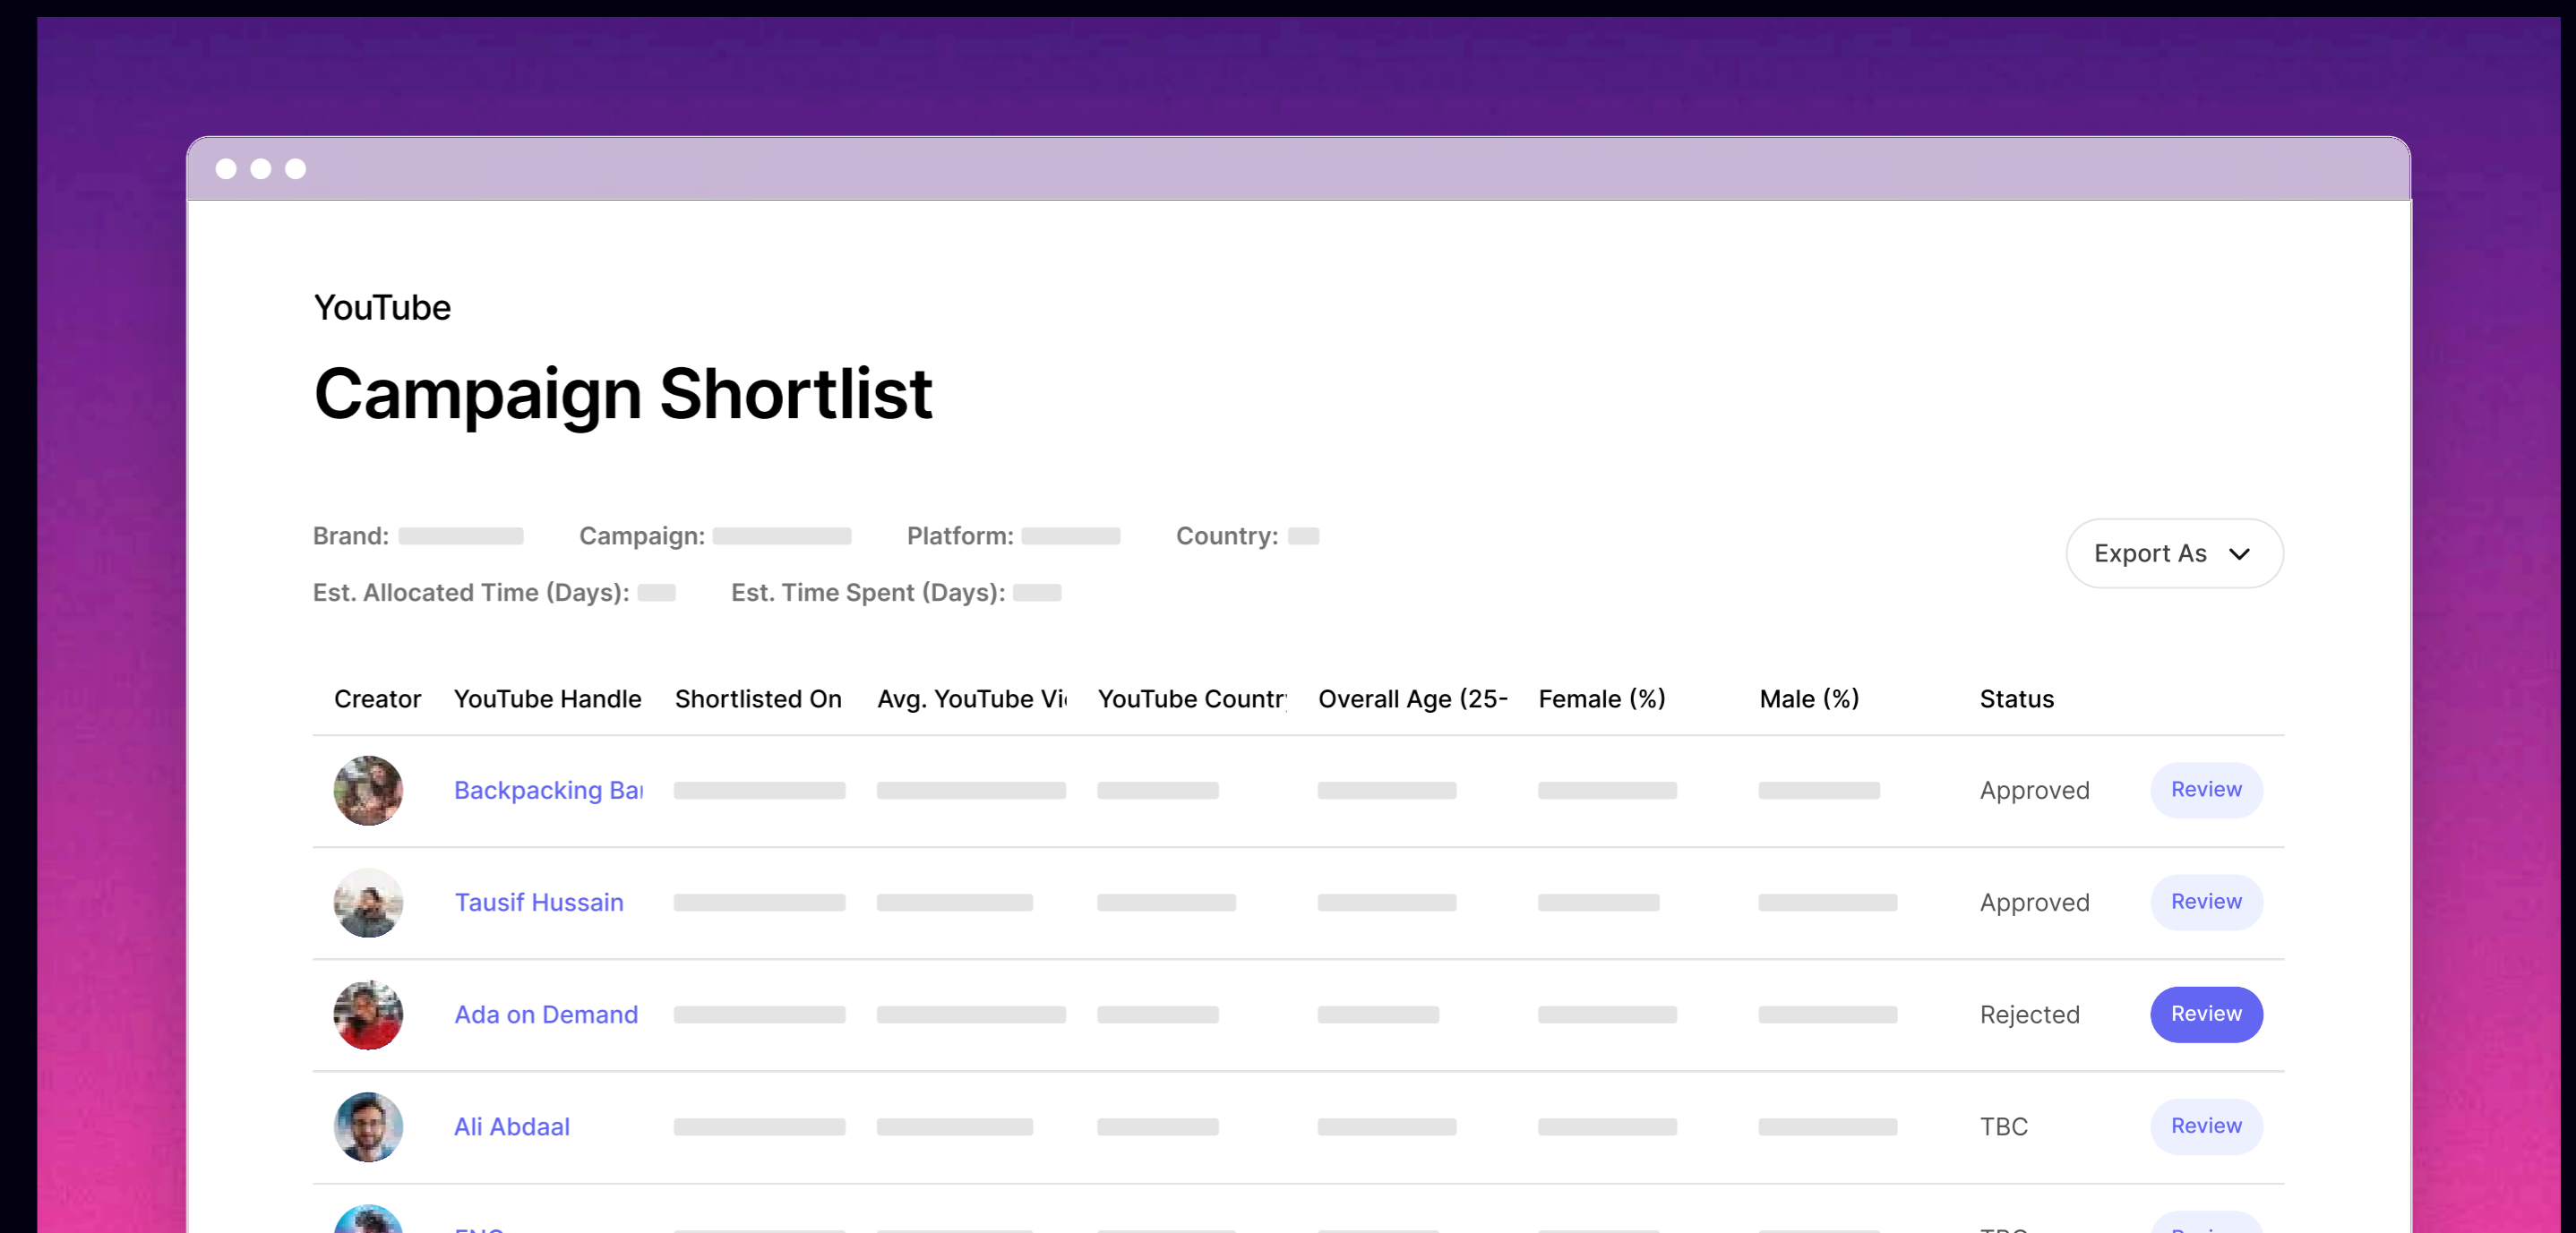 YouTube
Campaign Shortlist
Brand: Campaign: Platform: Country:
Export As
Est. Allocated Time (Days): Est. Time Spent (Days):
Creator YouTube Handle Shortlisted On Avg. YouTube Vi YouTube Countr Overall Age (25- Female (%) Male (%) Status
Backpacking Ba Approved Review
Tausif Hussain Approved Review
Ada on Demand Rejected Review
Ali Abdaal TBC Review